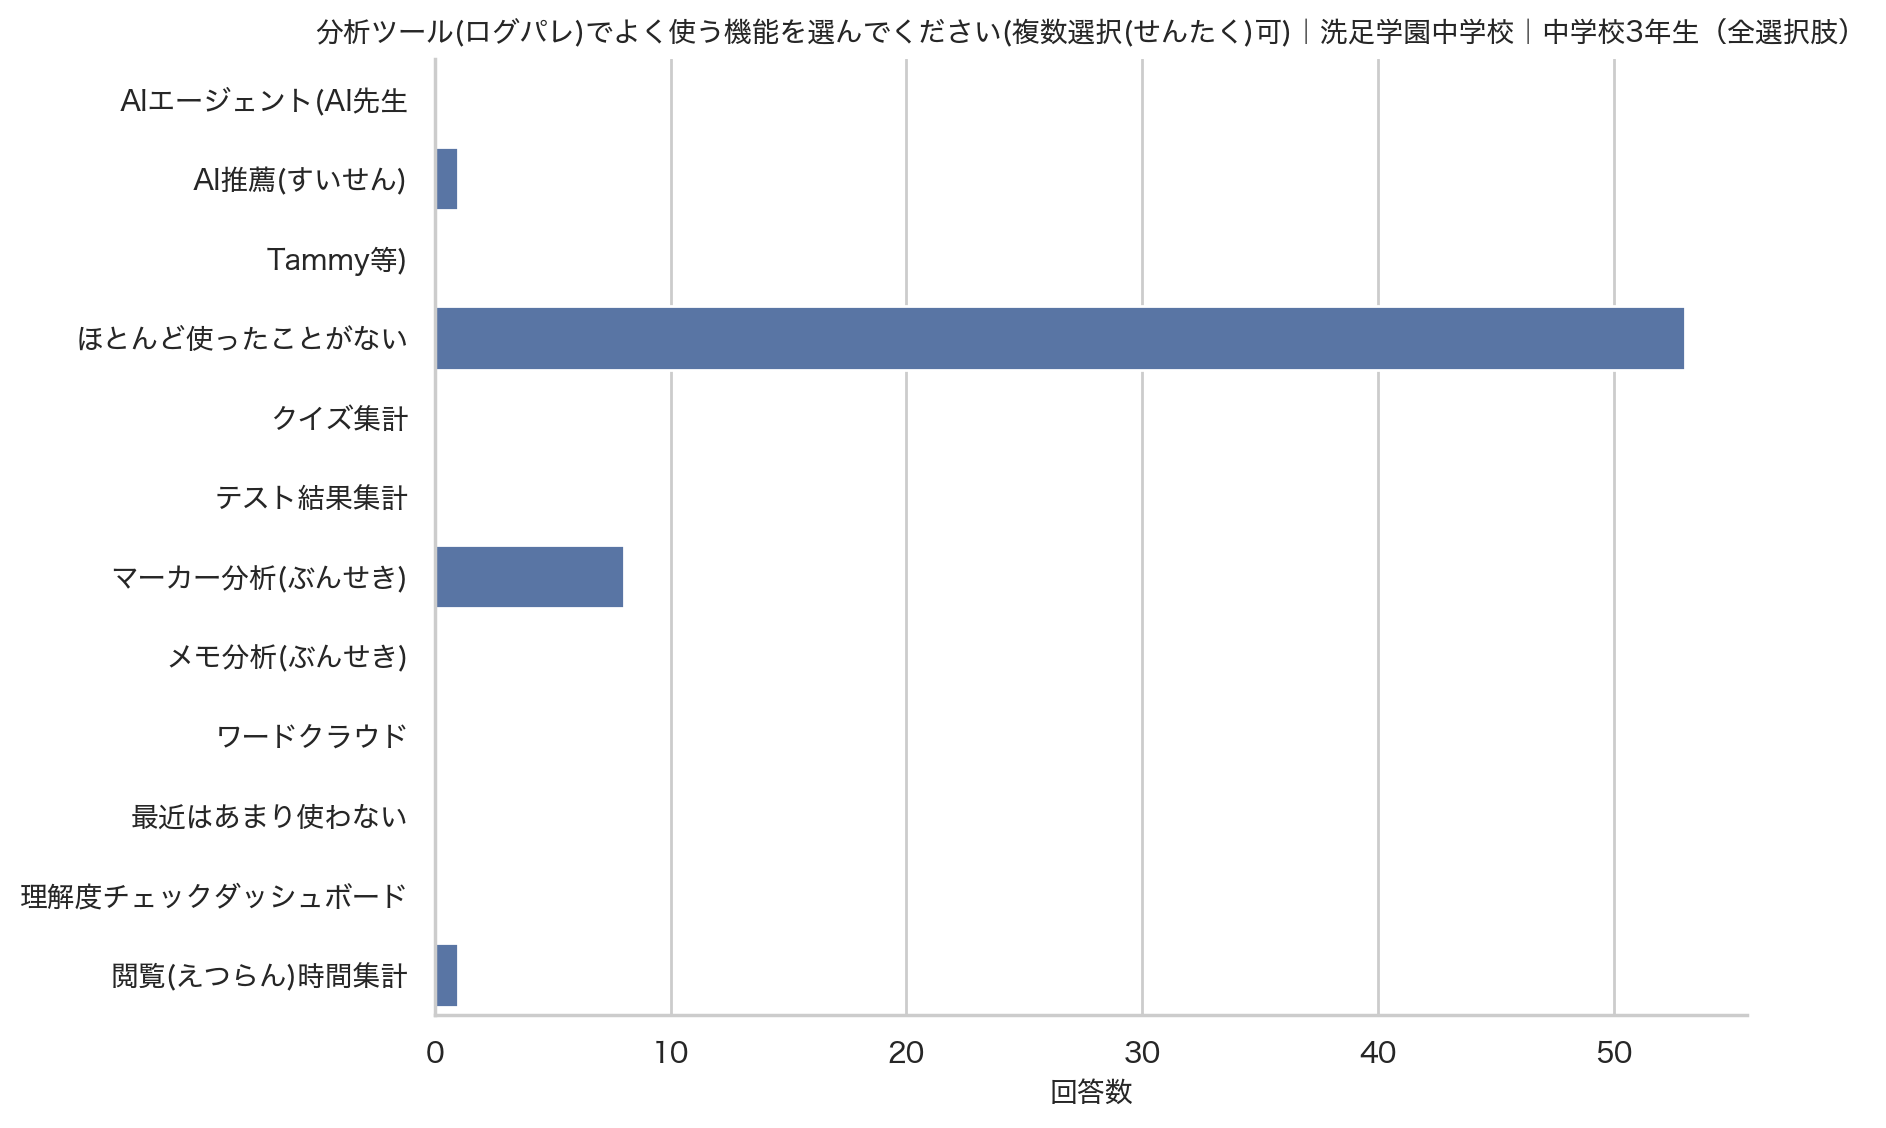 分析ツール(ログパレ)でよく使う機能を選んでください(複数選択(せんたく)可)｜洗足学園中学校｜中学校3年生（全選択肢）
AIエージェント(AI先生
AI推薦(すいせん)
Tammy等)
ほとんど使ったことがない
クイズ集計
テスト結果集計
マーカー分析(ぶんせき)
メモ分析(ぶんせき)
ワードクラウド
最近はあまり使わない
理解度チェックダッシュボード
閲覧(えつらん)時間集計
0 10 20 30 40 50
回答数